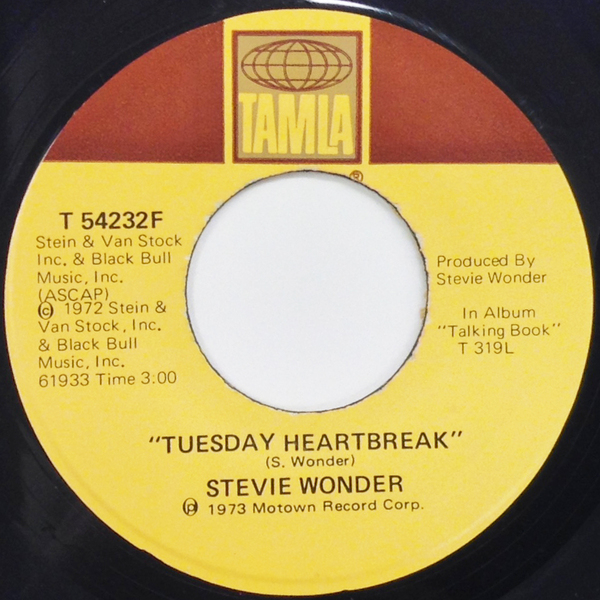 TAMLA
®
T 54232F
Stein & Van Stock
Inc. & Black Bull
Music, Inc.
(ASCAP)
© 1972 Stein &
Van Stock, Inc.
& Black Bull
Music, Inc.
61933 Time 3:00
Produced By
Stevie Wonder
In Album
"Talking Book"
T 319L
"TUESDAY HEARTBREAK"
(S. Wonder)
STEVIE WONDER
℗ 1973 Motown Record Corp.